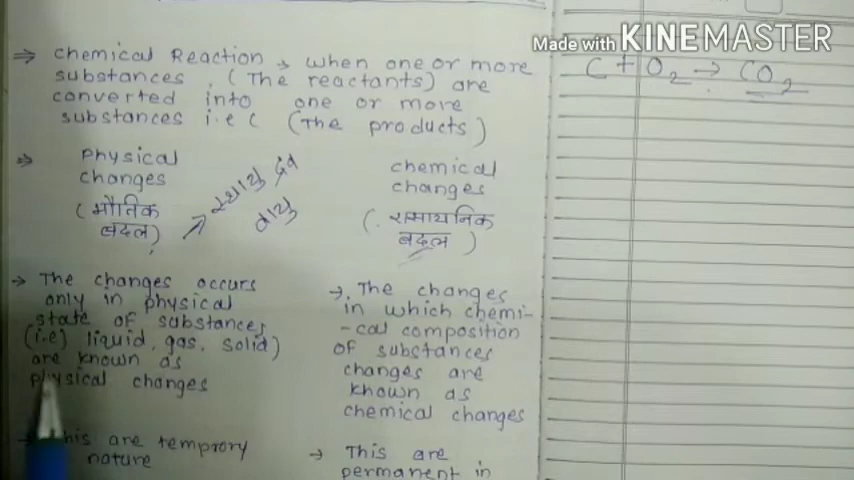 Made with KINEMASTER
⇒ Chemical Reaction → when one or more
substances, (The reactants) are
converted into one or more
substances i.e ( (The products)
C + O₂ → CO₂
⇒ Physical
changes
(भौतिक
बदल)
→ स्थायु द्रव
वायु
chemical
changes
(रासायनिक
बदल)
→ The changes occurs
only in physical
state of substances
(i.e) liquid, gas, solid)
are known as
physical changes
→ This are temprory
nature
→ The changes
in which chemi-
-cal composition
of substances
changes are
known as
chemical changes
→ This are
permanent in